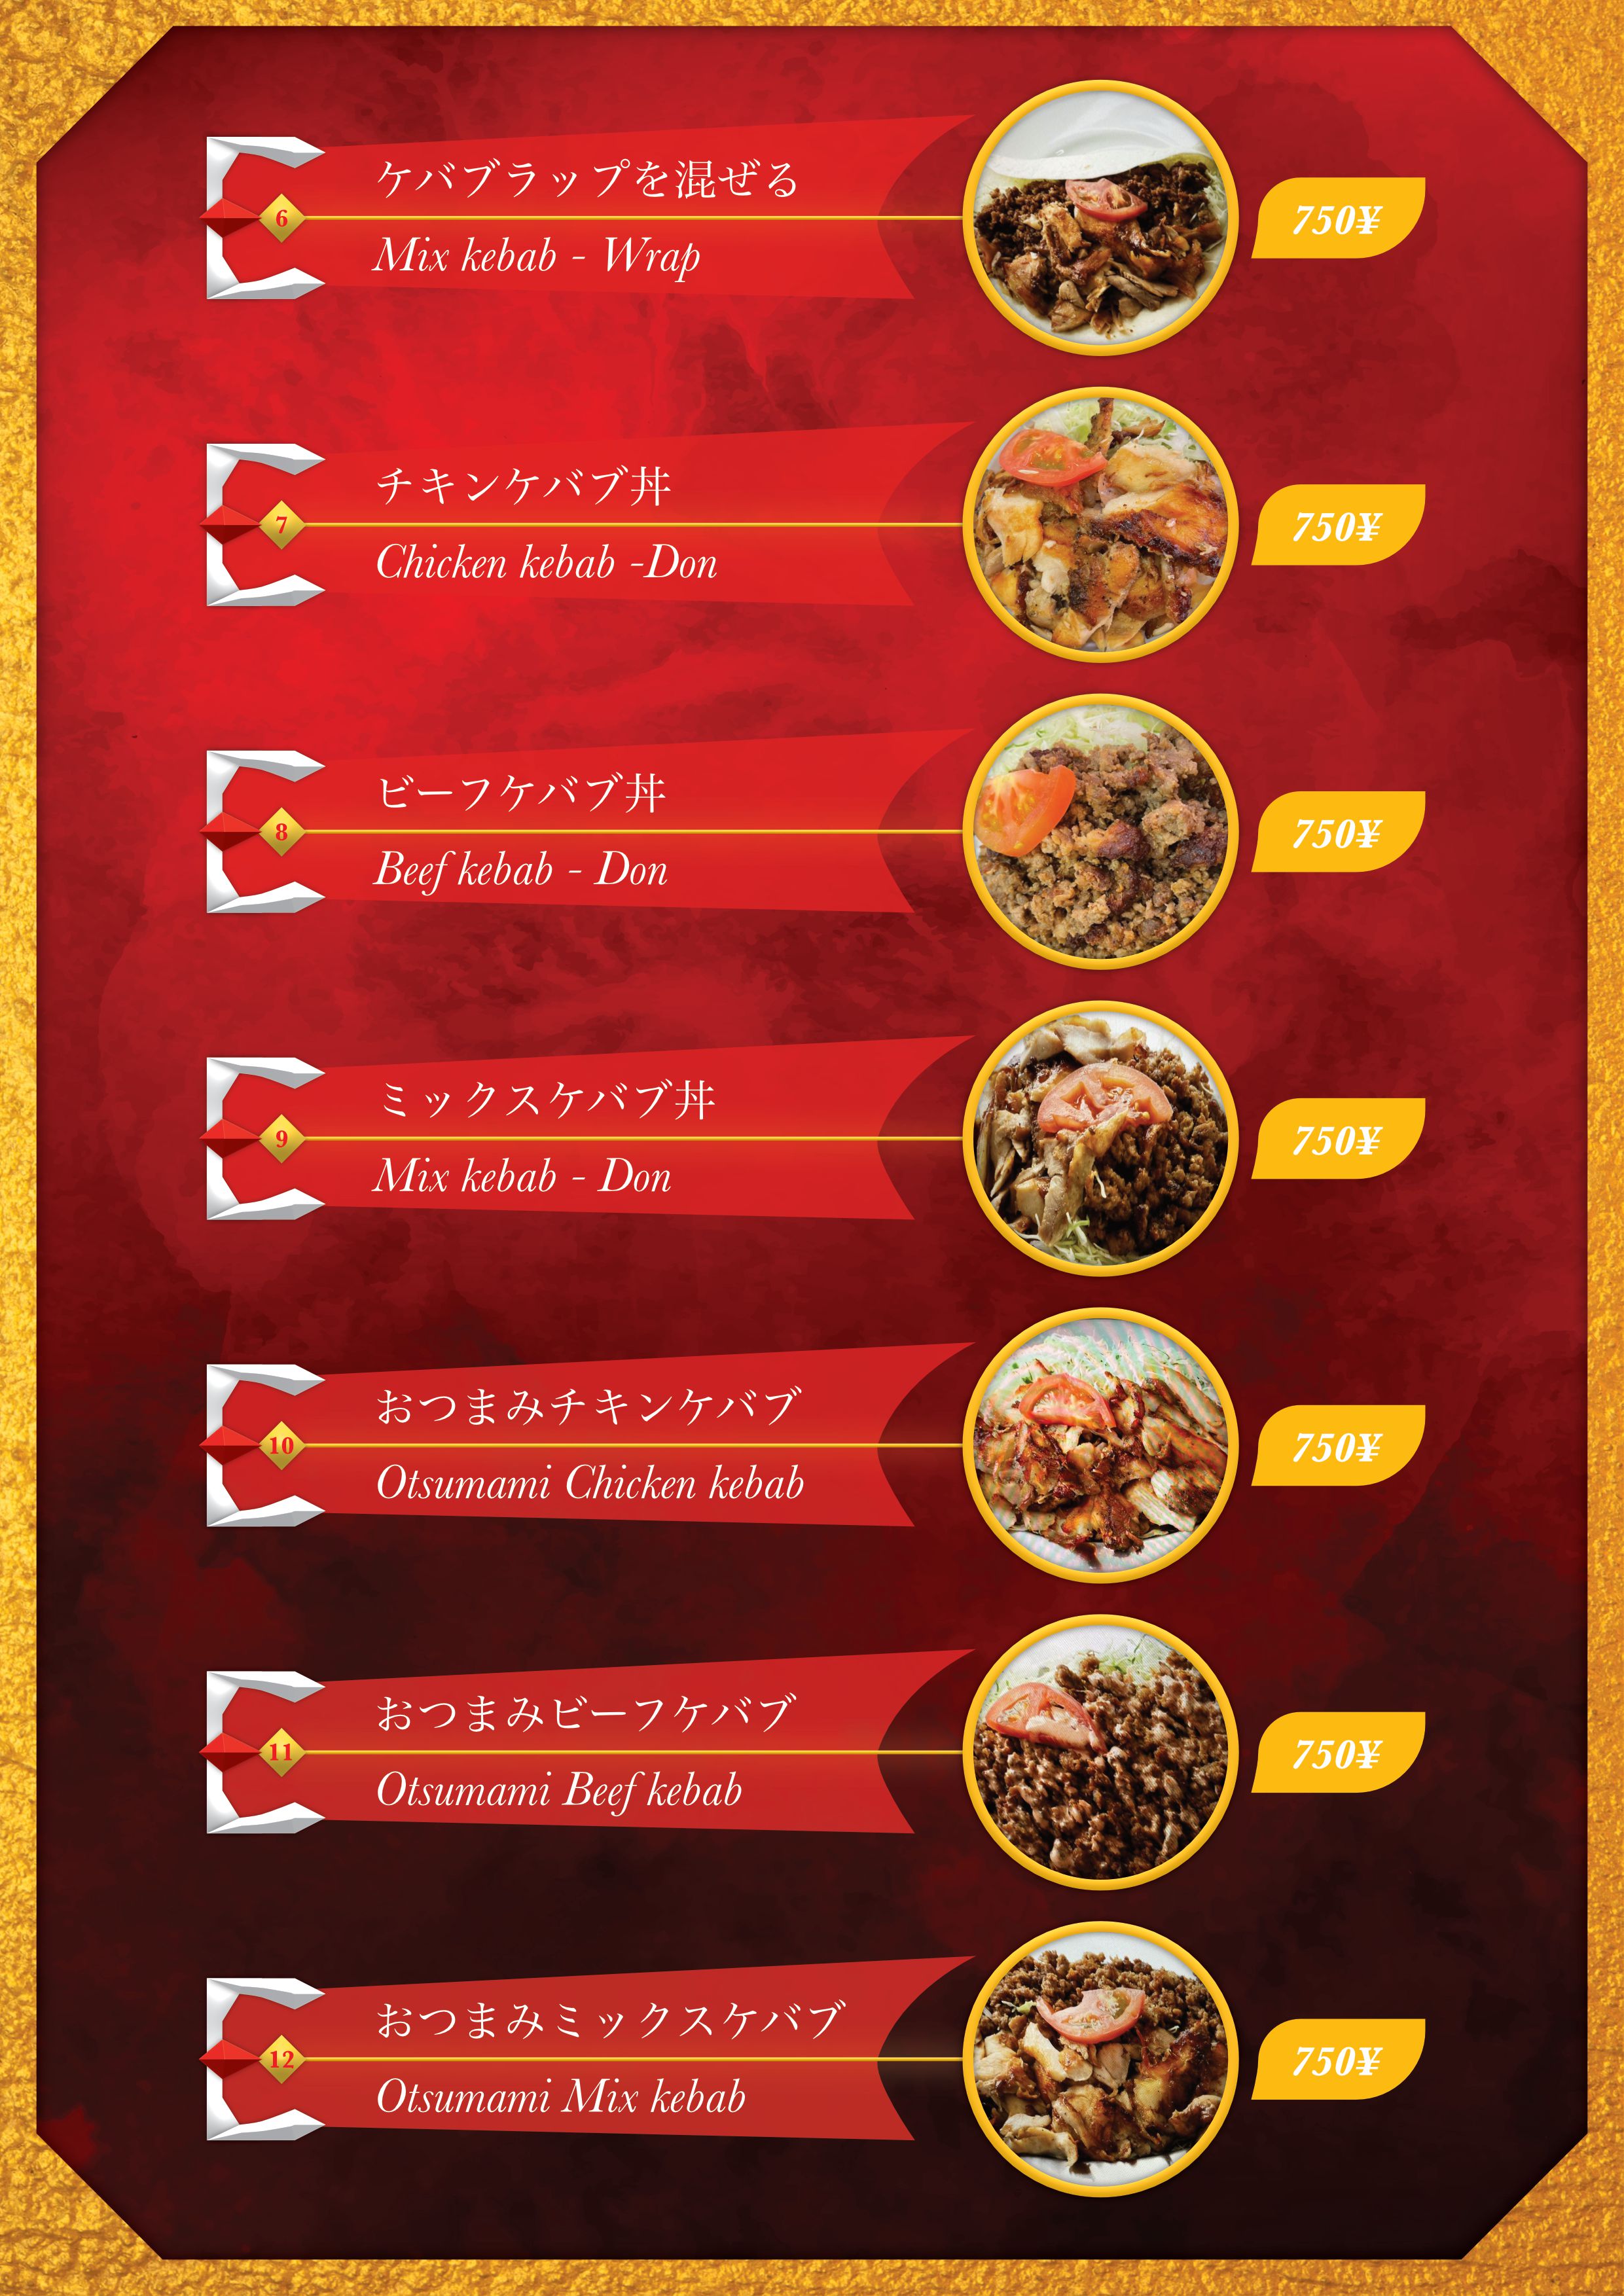 ケバブラップを混ぜる
6
Mix kebab - Wrap
750¥
チキンケバブ丼
7
Chicken kebab -Don
750¥
ビーフケバブ丼
8
Beef kebab - Don
750¥
ミックスケバブ丼
9
Mix kebab - Don
750¥
おつまみチキンケバブ
10
Otsumami Chicken kebab
750¥
おつまみビーフケバブ
11
Otsumami Beef kebab
750¥
おつまみミックスケバブ
12
Otsumami Mix kebab
750¥